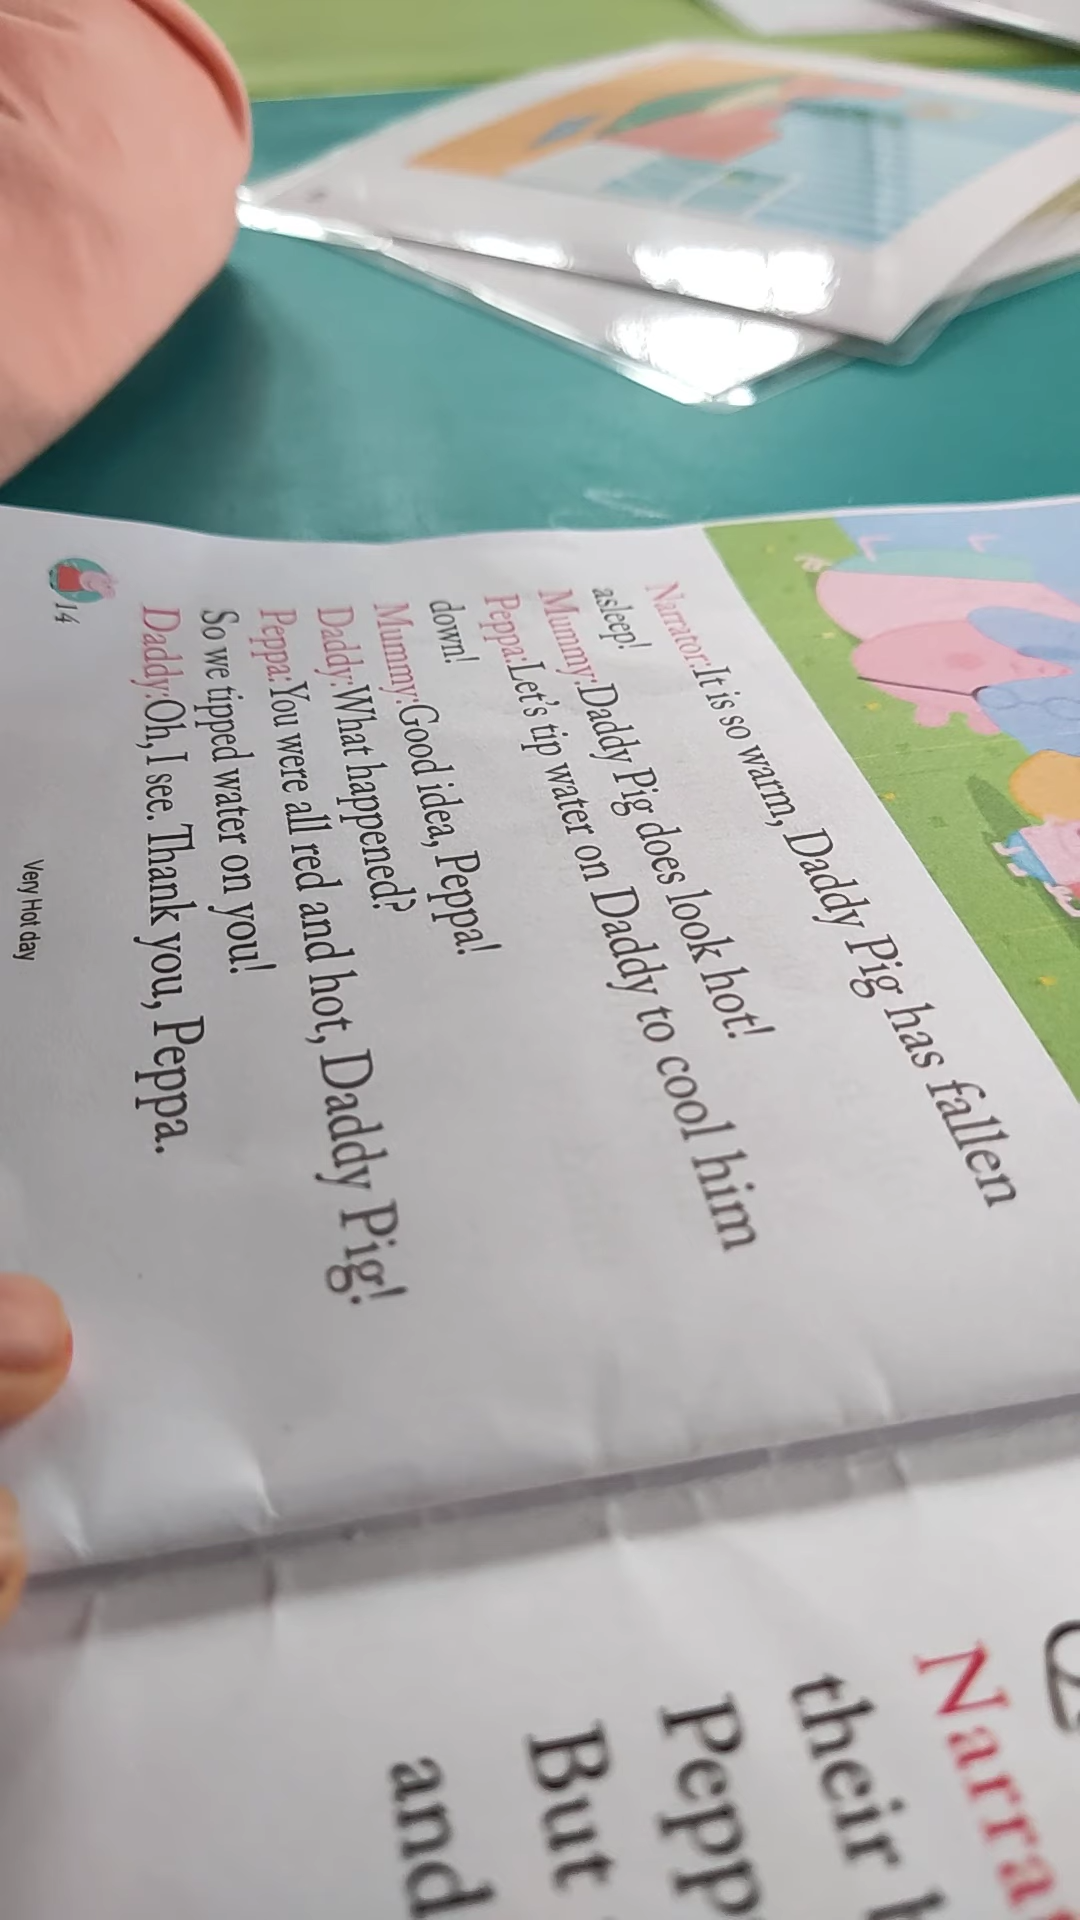 Narrator:It is so warm, Daddy Pig has fallen
asleep!
Mummy:Daddy Pig does look hot!
Peppa:Let's tip water on Daddy to cool him
down!
Mummy:Good idea, Peppa!
Daddy:What happened?
Peppa:You were all red and hot, Daddy Pig!
So we tipped water on you!
Daddy:Oh, I see. Thank you, Peppa.
14
Very Hot day
their
But
and